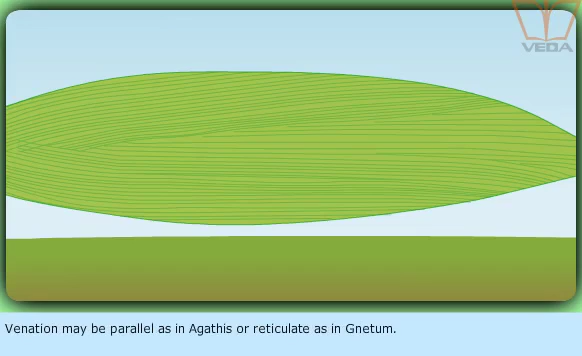 VEDA
Venation may be parallel as in Agathis or reticulate as in Gnetum.